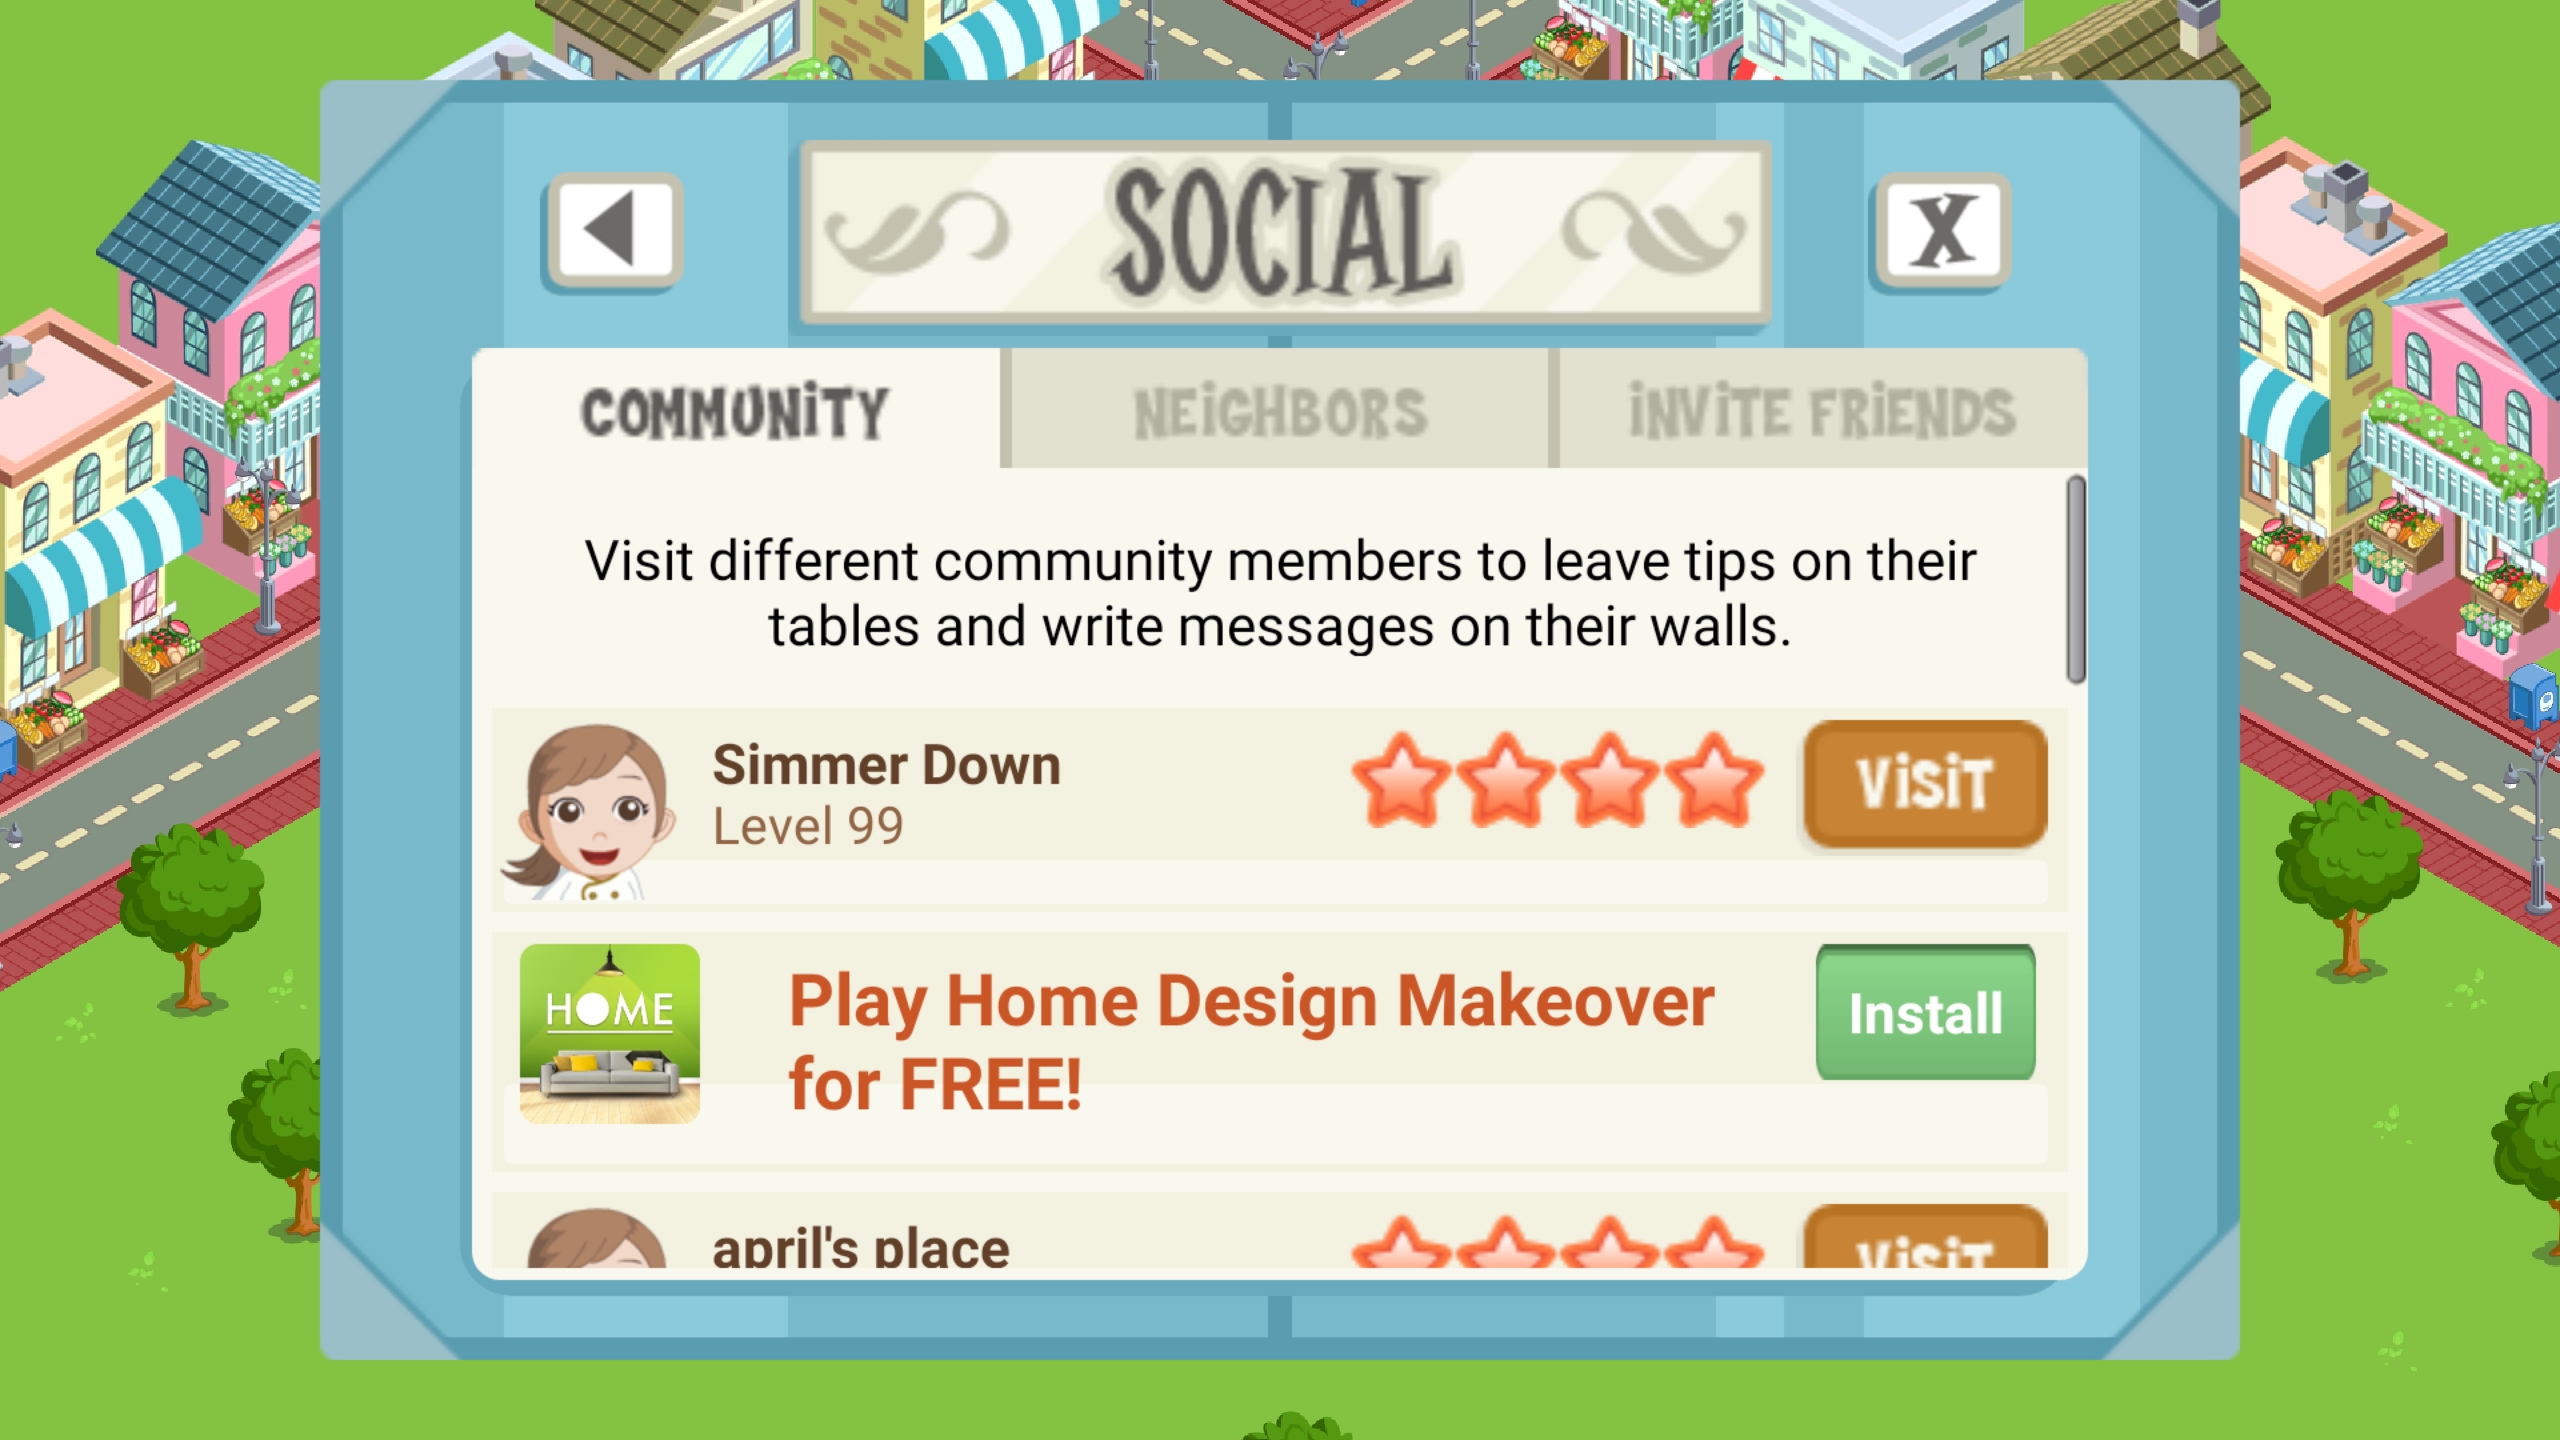 SOCIAL
X
COMMUNiTY
NEiGHBORS
iNViTE FRiENDS
Visit different community members to leave tips on their
tables and write messages on their walls.
Simmer Down
Level 99
ViSiT
HOME
Play Home Design Makeover
for FREE!
Install
april's place
ViSiT